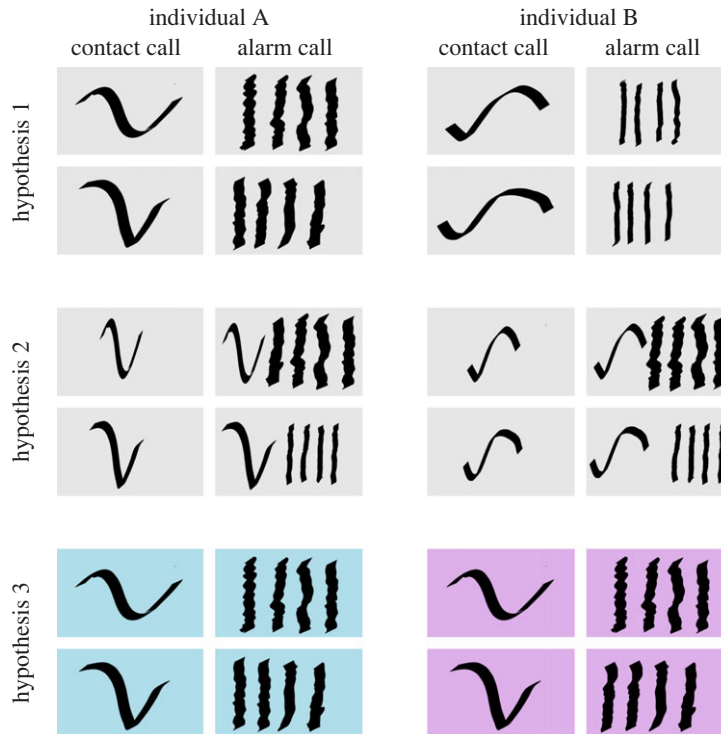 individual A individual B
contact call alarm call contact call alarm call
hypothesis 1
hypothesis 2
hypothesis 3